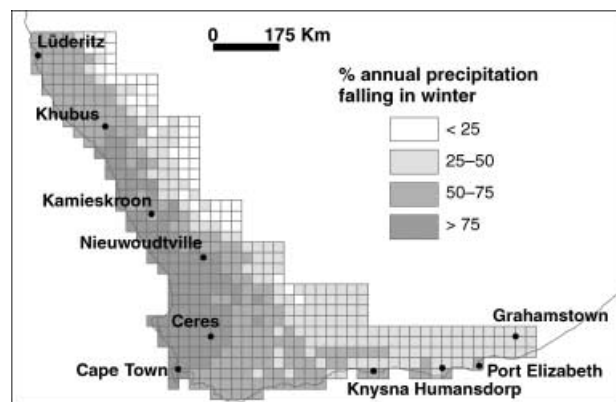 Lüderitz
0 175 Km
% annual precipitation
falling in winter
< 25
25–50
50–75
> 75
Khubus
Kamieskroon
Nieuwoudtville
Ceres
Grahamstown
Cape Town
Port Elizabeth
Knysna Humansdorp